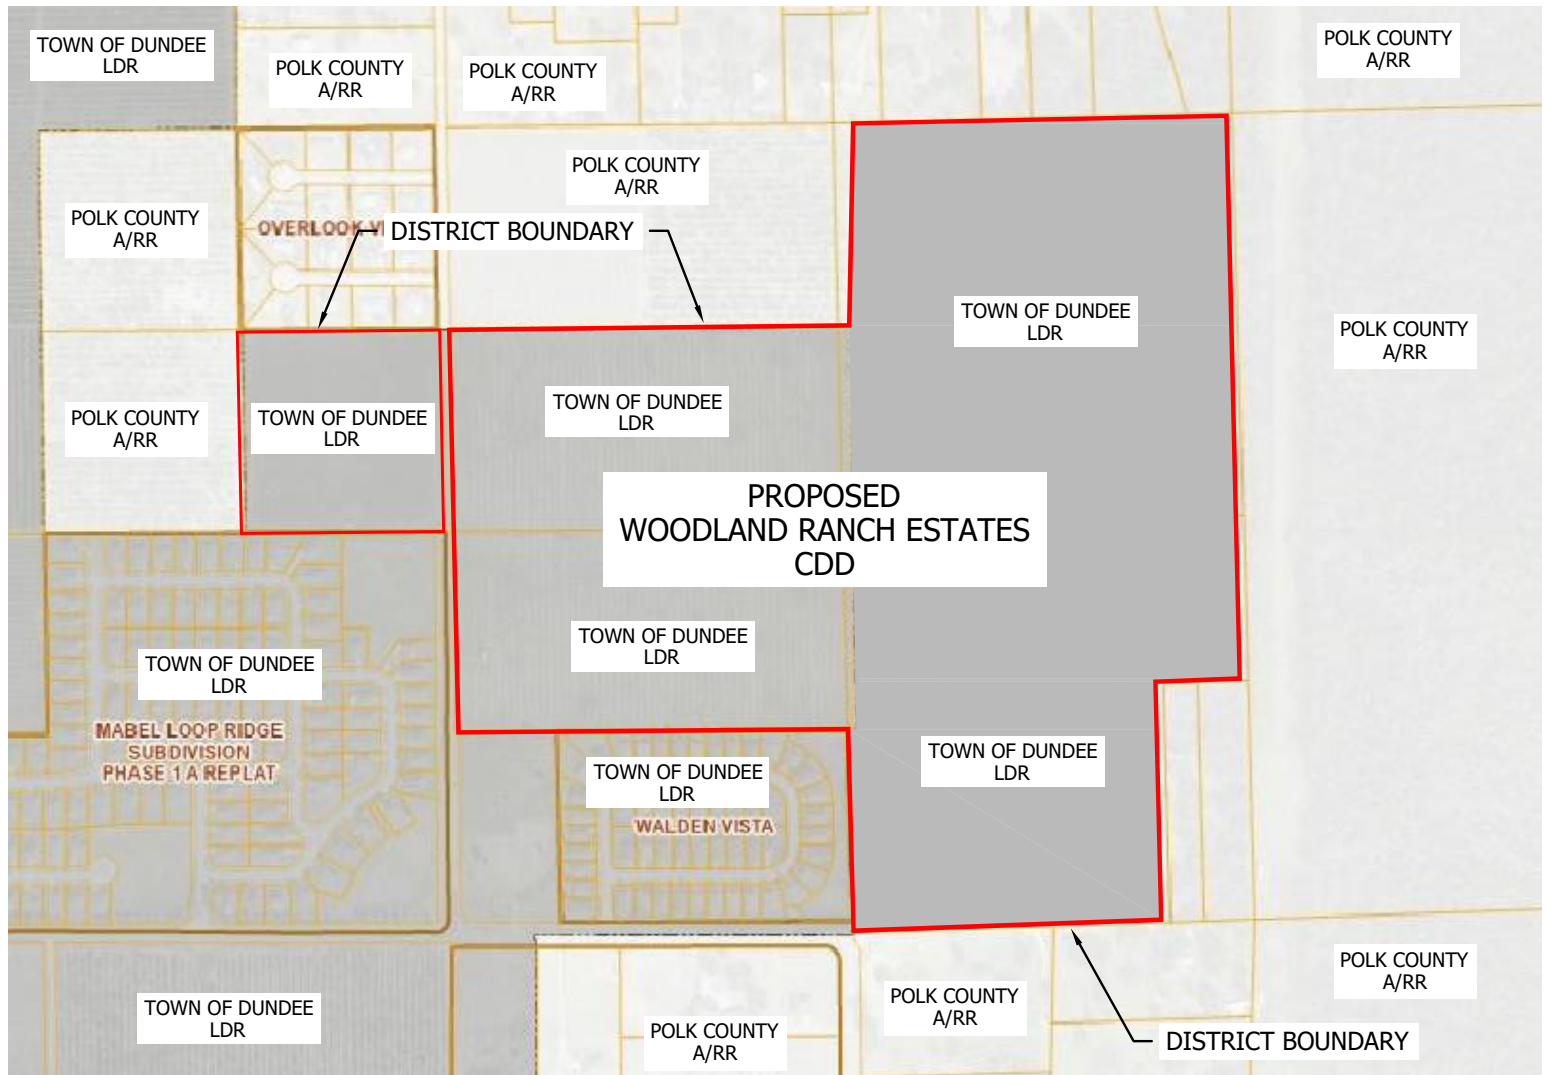 TOWN OF DUNDEE
LDR
POLK COUNTY
A/RR
POLK COUNTY
A/RR
POLK COUNTY
A/RR
POLK COUNTY
A/RR
POLK COUNTY
A/RR
OVERLOOK
DISTRICT BOUNDARY
TOWN OF DUNDEE
LDR
POLK COUNTY
A/RR
POLK COUNTY
A/RR
TOWN OF DUNDEE
LDR
TOWN OF DUNDEE
LDR
PROPOSED
WOODLAND RANCH ESTATES
CDD
TOWN OF DUNDEE
LDR
TOWN OF DUNDEE
LDR
MABEL LOOP RIDGE
SUBDIVISION
PHASE 1 A REPLAT
TOWN OF DUNDEE
LDR
WALDEN VISTA
TOWN OF DUNDEE
LDR
POLK COUNTY
A/RR
POLK COUNTY
A/RR
TOWN OF DUNDEE
LDR
POLK COUNTY
A/RR
DISTRICT BOUNDARY